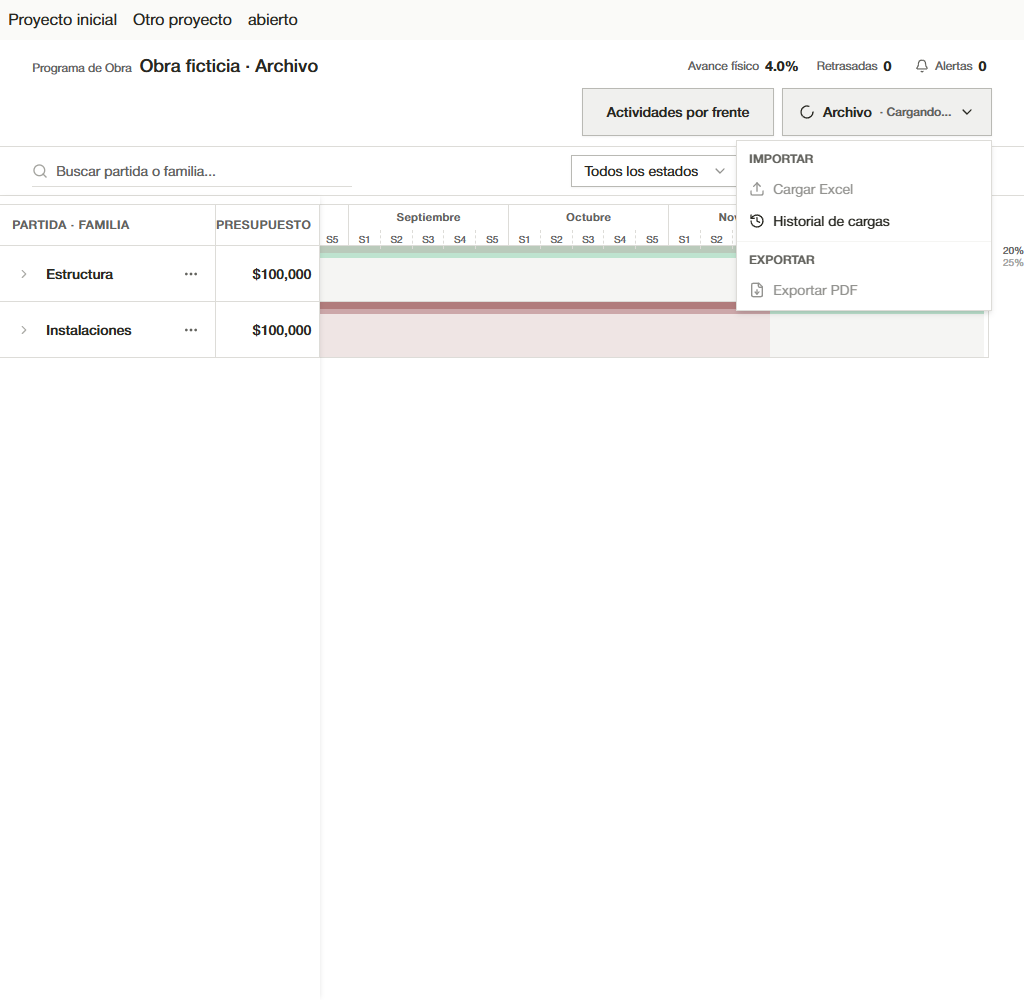 Proyecto inicial Otro proyecto abierto
Programa de Obra Obra ficticia · Archivo
Avance físico 4.0% Retrasadas 0 Alertas 0
Actividades por frente
Archivo · Cargando...
Buscar partida o familia...
Todos los estados
IMPORTAR
Cargar Excel
Historial de cargas
EXPORTAR
Exportar PDF
PARTIDA · FAMILIA PRESUPUESTO
Septiembre Octubre Nov
S5 S1 S2 S3 S4 S5 S1 S2 S3 S4 S5 S1 S2
20%
25%
Estructura ··· $100,000
Instalaciones ··· $100,000